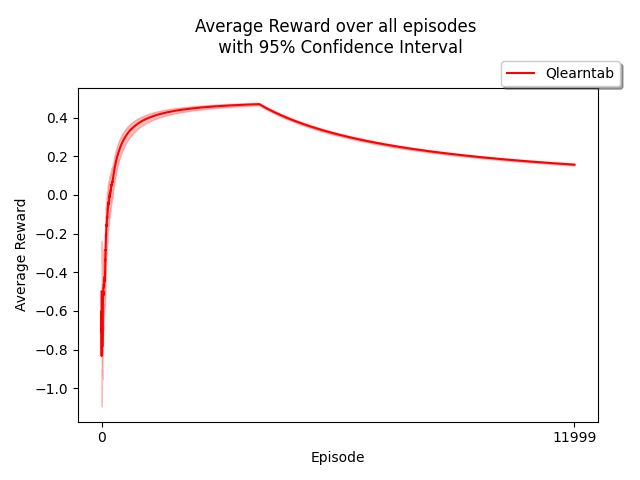 Average Reward over all episodes
with 95% Confidence Interval
Qlearntab
0.4
0.2
0.0
−0.2
−0.4
−0.6
−0.8
−1.0
Average Reward
0
11999
Episode